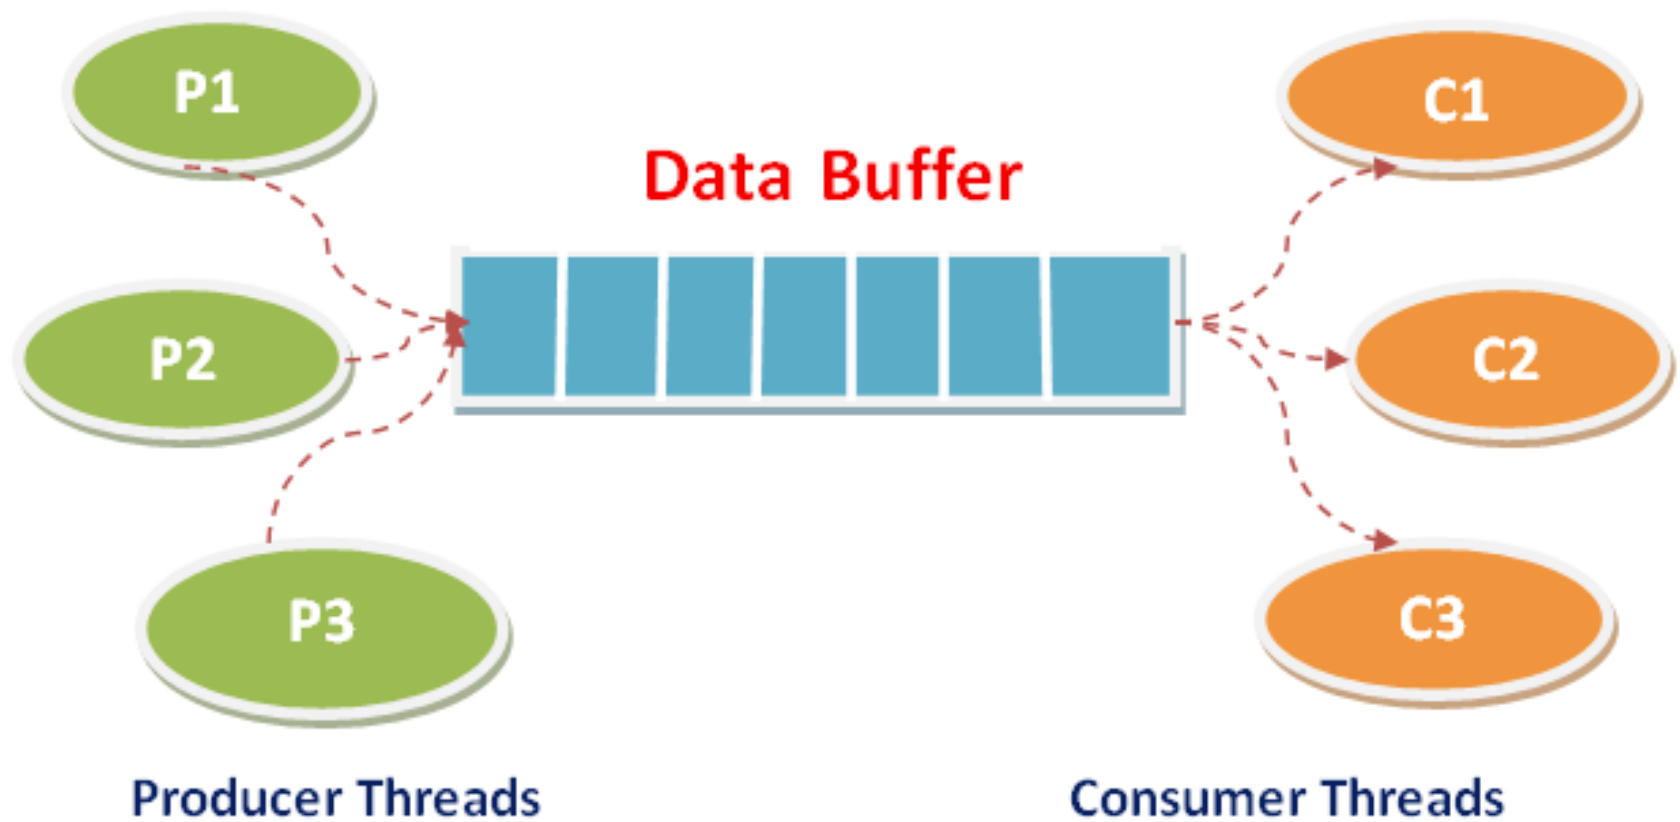 P1
C1
Data Buffer
P2
C2
P3
C3
Producer Threads
Consumer Threads